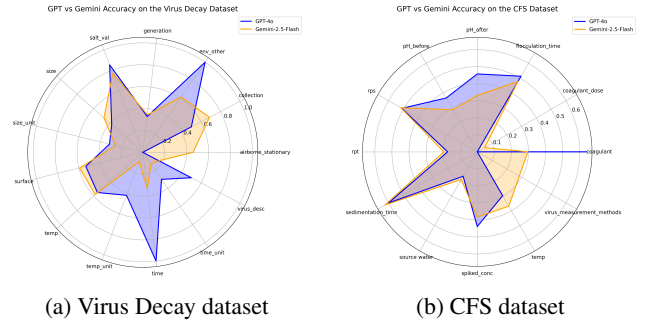 GPT vs Gemini Accuracy on the Virus Decay Dataset
GPT-4o
Gemini-2.5-Flash
generation
salt_val
env_other
size
collection
1.0
0.8
0.6
0.4
0.2
size_unit
airborne_stationary
surface
virus_desc
temp
time_unit
temp_unit
time
(a) Virus Decay dataset
GPT vs Gemini Accuracy on the CFS Dataset
GPT-4o
Gemini-2.5-Flash
pH_after
pH_before
flocculation_time
rps
coagulant_dose
0.6
0.5
0.4
0.3
0.2
0.1
rpt
coagulant
sedimentation_time
virus_measurement_methods
source water
temp
spiked_conc
(b) CFS dataset